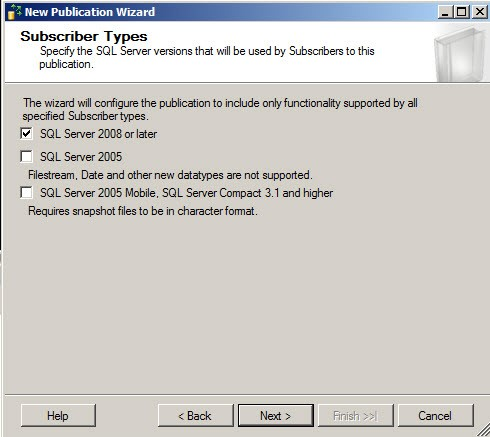 New Publication Wizard
Subscriber Types
Specify the SQL Server versions that will be used by Subscribers to this
publication.
The wizard will configure the publication to include only functionality supported by all
specified Subscriber types.
SQL Server 2008 or later
SQL Server 2005
Filestream, Date and other new datatypes are not supported.
SQL Server 2005 Mobile, SQL Server Compact 3.1 and higher
Requires snapshot files to be in character format.
Help
< Back
Next >
Finish >>|
Cancel